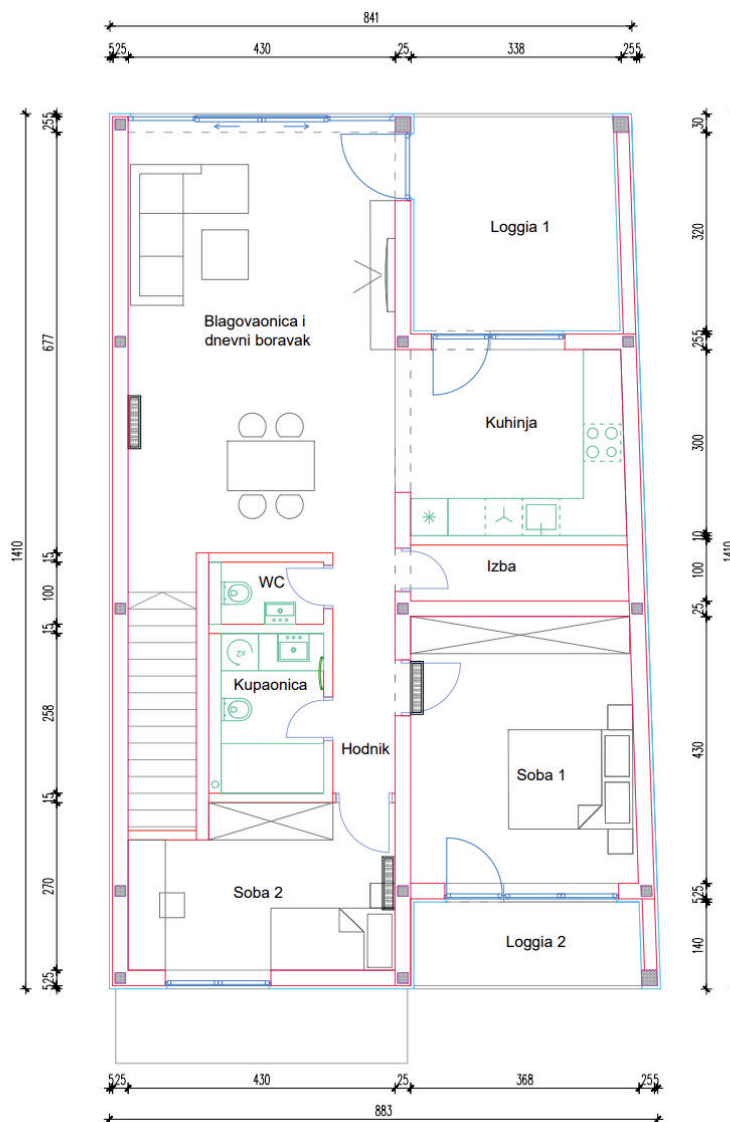 841
525
430
25
338
255
255
677
15
100
15
258
15
270
525
1410
30
320
255
300
10
100
25
430
525
140
1410
Loggia 1
Blagovaonica i
dnevni boravak
Kuhinja
WC
Izba
x2
Kupaonica
Hodnik
Soba 1
Soba 2
Loggia 2
525
430
25
368
255
883